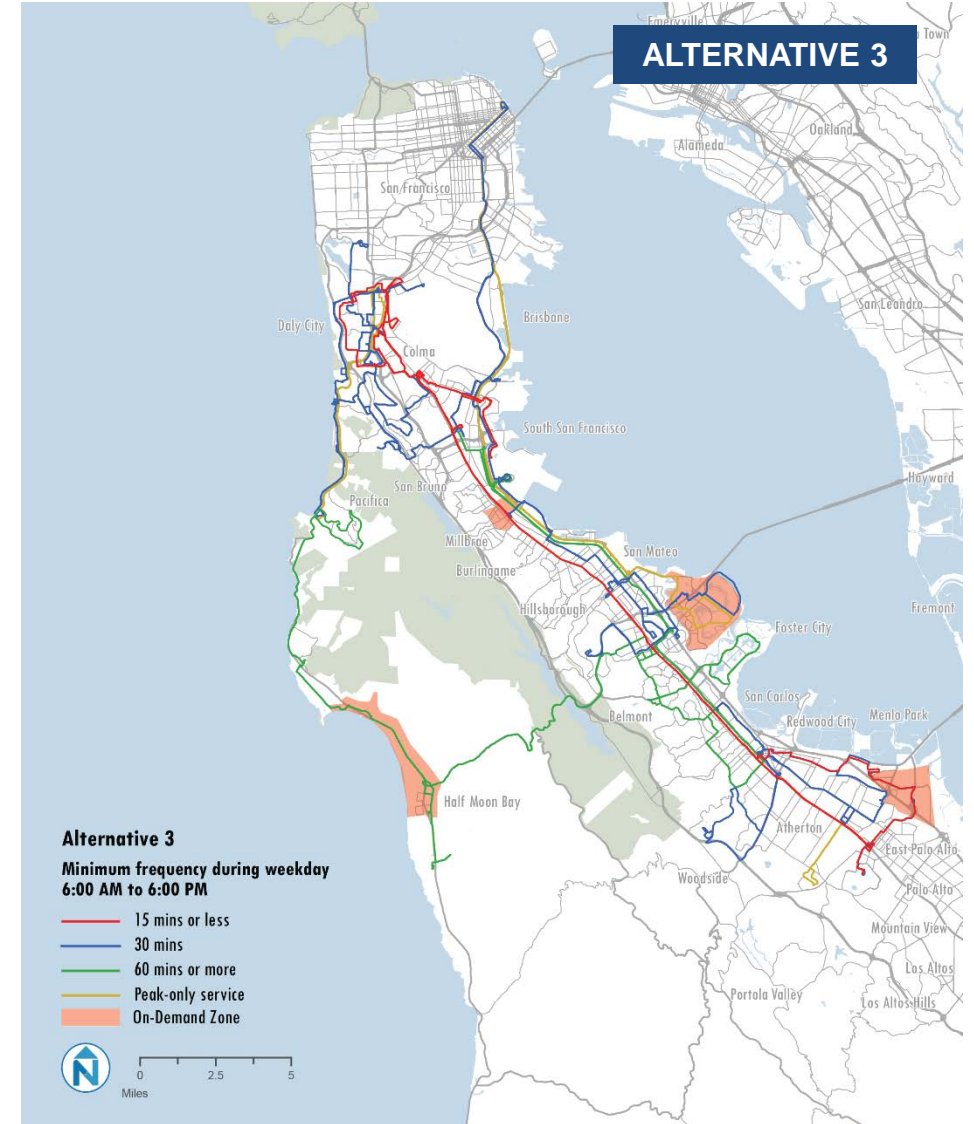 Emeryville
Town
ALTERNATIVE 3
Oakland
Alameda
San Francisco
San Leandro
Daly City
Brisbane
Colma
South San Francisco
Hayward
San Bruno
Pacifica
Millbrae
San Mateo
Burlingame
Hillsborough
Fremont
Foster City
San Carlos
Belmont
Redwood City
Menlo Park
Half Moon Bay
Atherton
East Palo Alto
Woodside
Palo Alto
Mountain View
Los Altos
Portola Valley
Los Altos Hills
Alternative 3
Minimum frequency during weekday
6:00 AM to 6:00 PM
15 mins or less
30 mins
60 mins or more
Peak-only service
On-Demand Zone
N
0 2.5 5
Miles